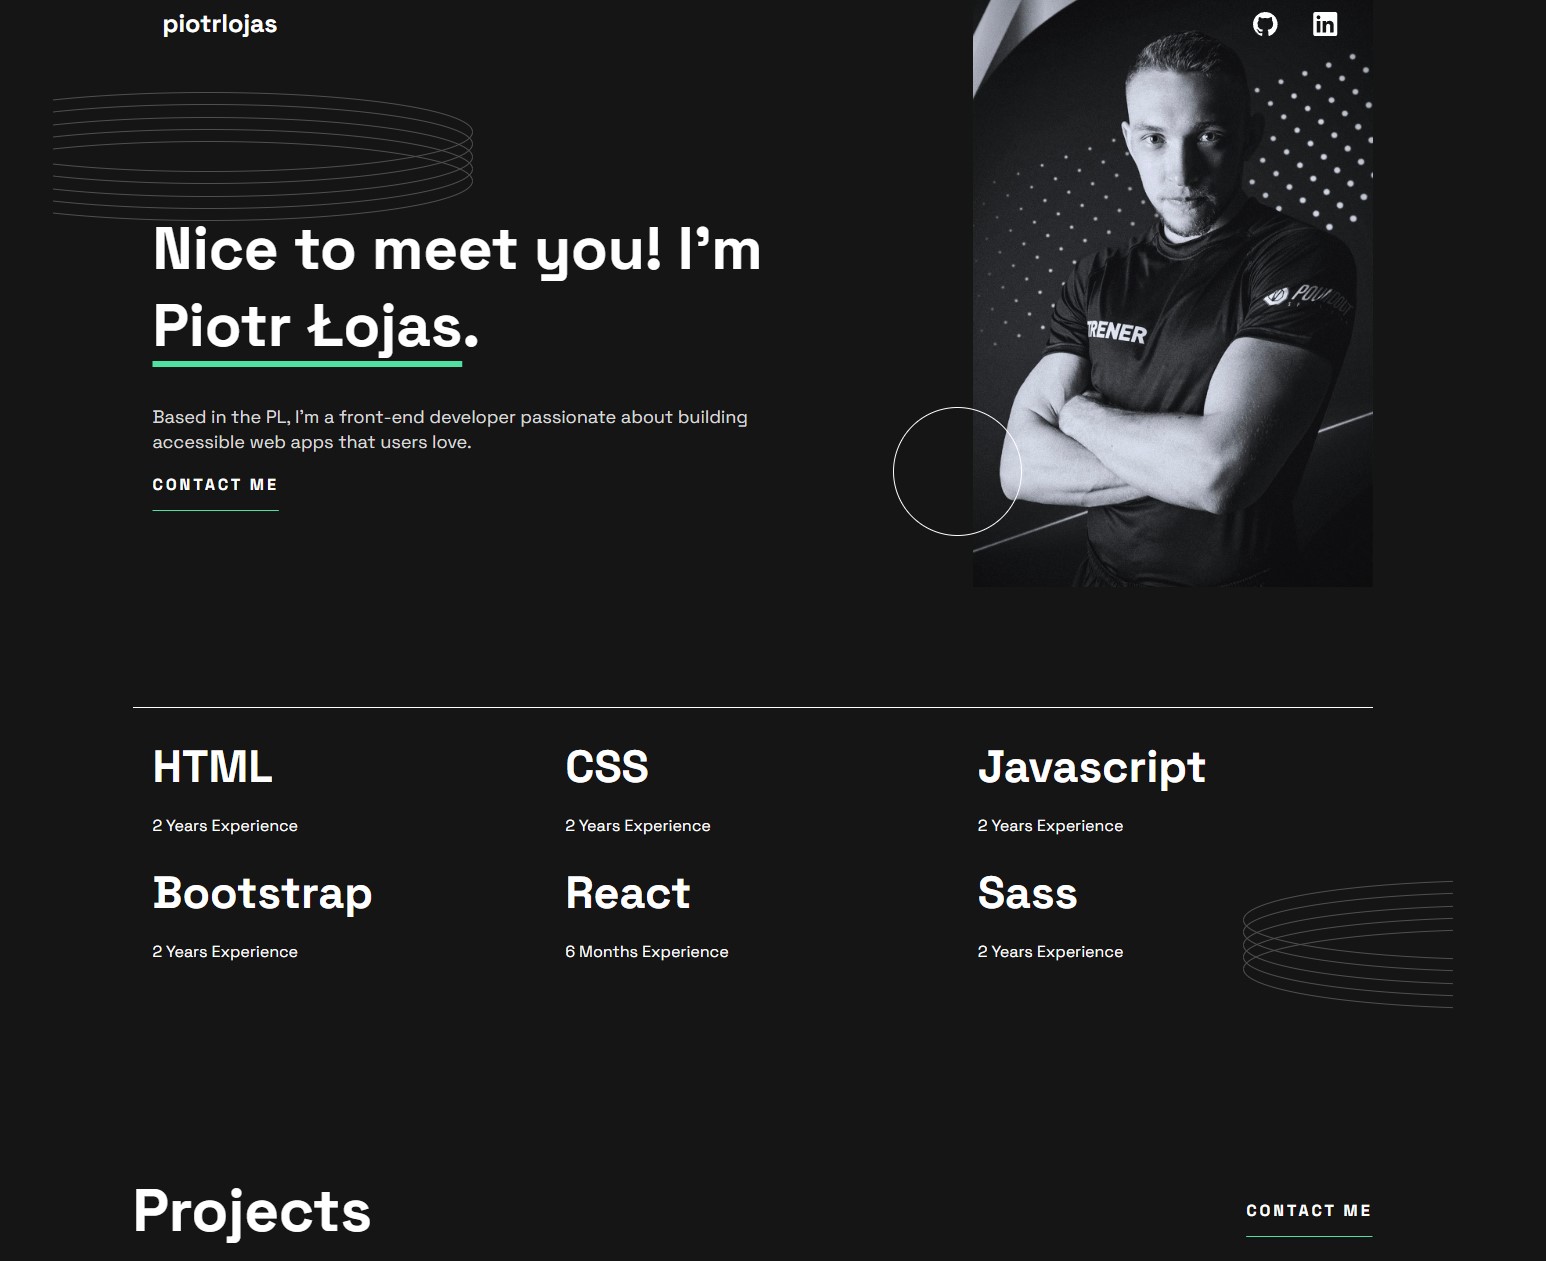 piotrlojas
Nice to meet you! I'm
Piotr Łojas.
Based in the PL, I'm a front-end developer passionate about building
accessible web apps that users love.
CONTACT ME
TRENER
HTML
2 Years Experience
CSS
2 Years Experience
Javascript
2 Years Experience
Bootstrap
2 Years Experience
React
6 Months Experience
Sass
2 Years Experience
Projects
CONTACT ME